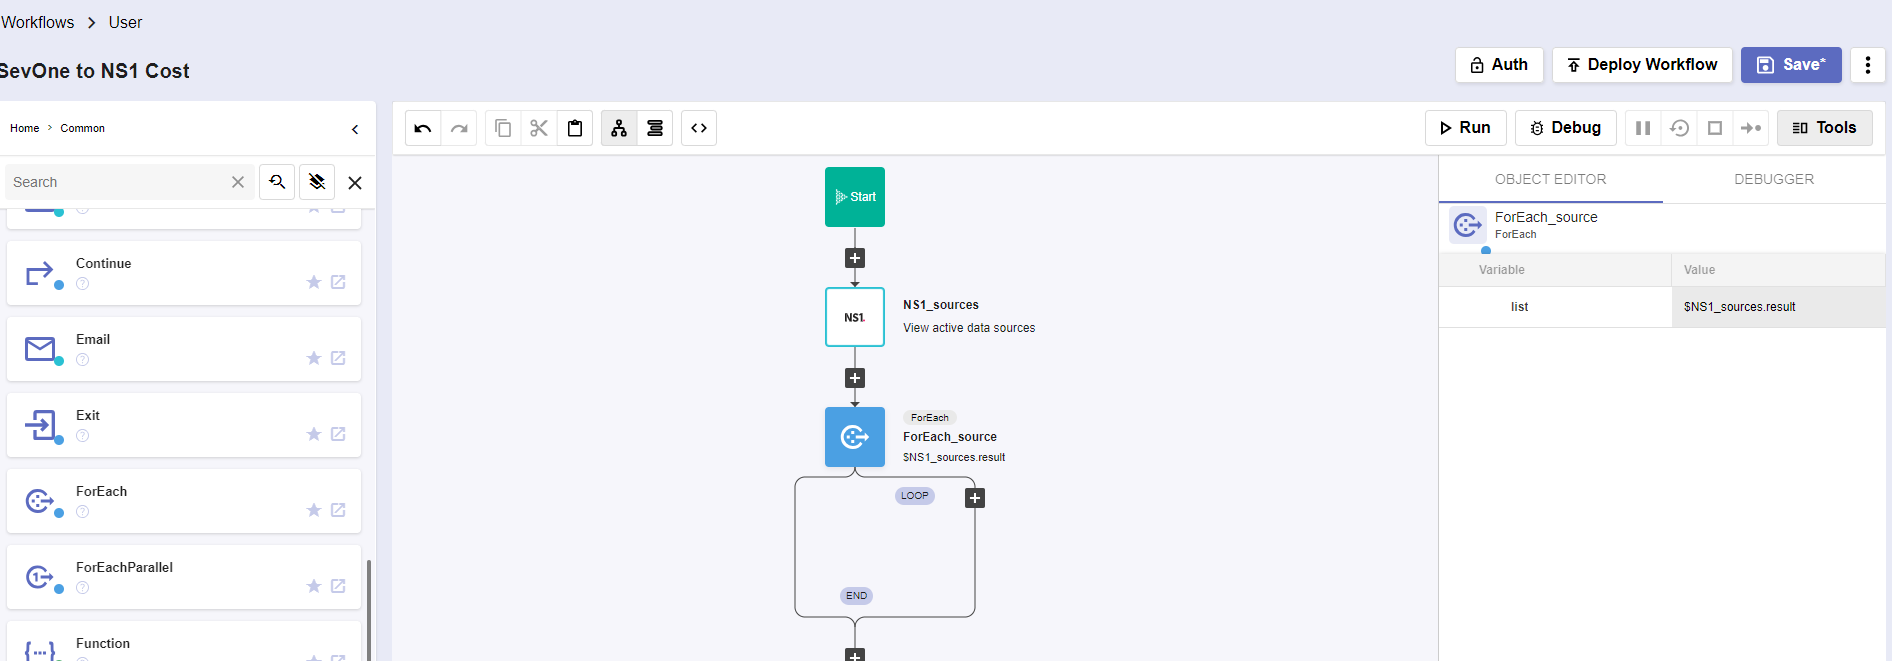 Workflows > User
SevOne to NS1 Cost
Auth
Deploy Workflow
Save*
Home > Common
Run
Debug
Tools
Search
Continue
Email
Exit
ForEach
ForEachParallel
Function
Start
NS1_sources
NS1.
View active data sources
ForEach
ForEach_source
$NS1_sources.result
LOOP
END
OBJECT EDITOR
DEBUGGER
ForEach_source
ForEach
Variable
Value
list
$NS1_sources.result